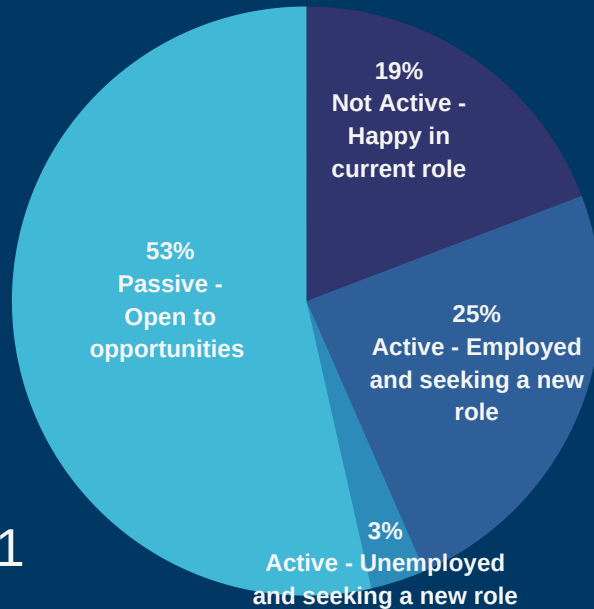 19%
Not Active -
Happy in
current role
53%
Passive -
Open to
opportunities
25%
Active - Employed
and seeking a new
role
3%
Active - Unemployed
and seeking a new role
1